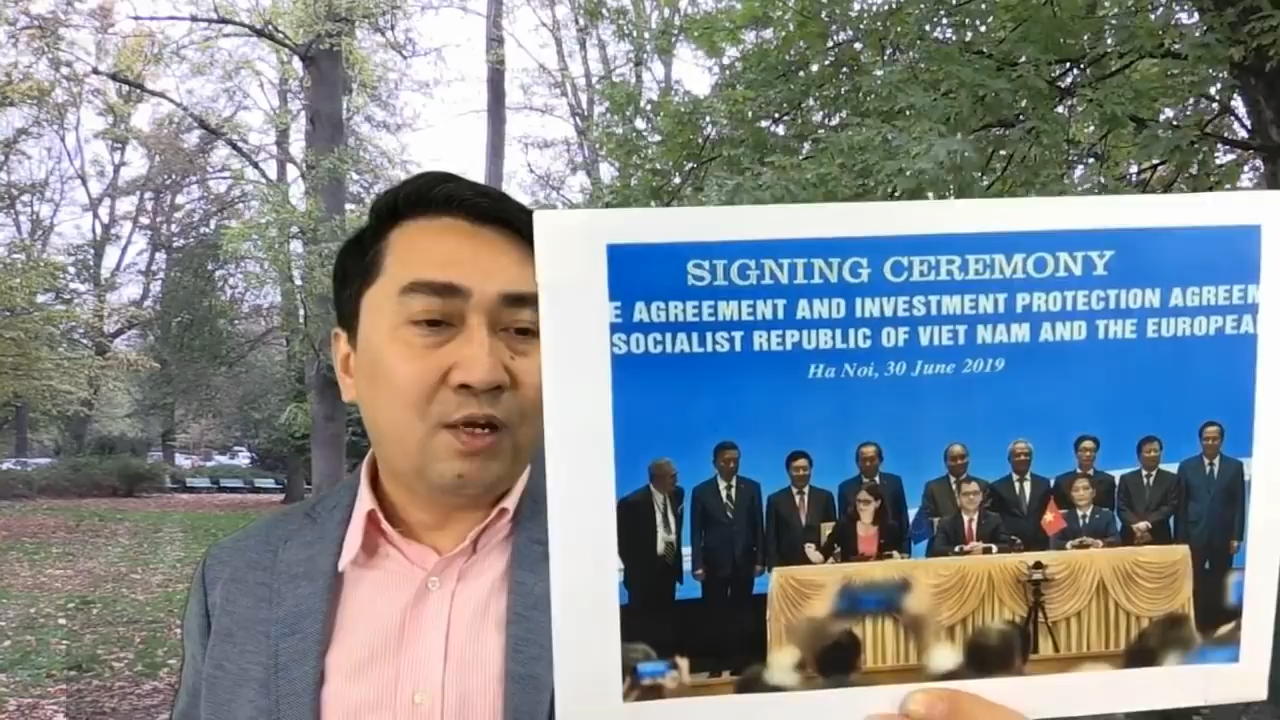 SIGNING CEREMONY
E AGREEMENT AND INVESTMENT PROTECTION AGREEM
SOCIALIST REPUBLIC OF VIET NAM AND THE EUROPEA
Ha Noi, 30 June 2019